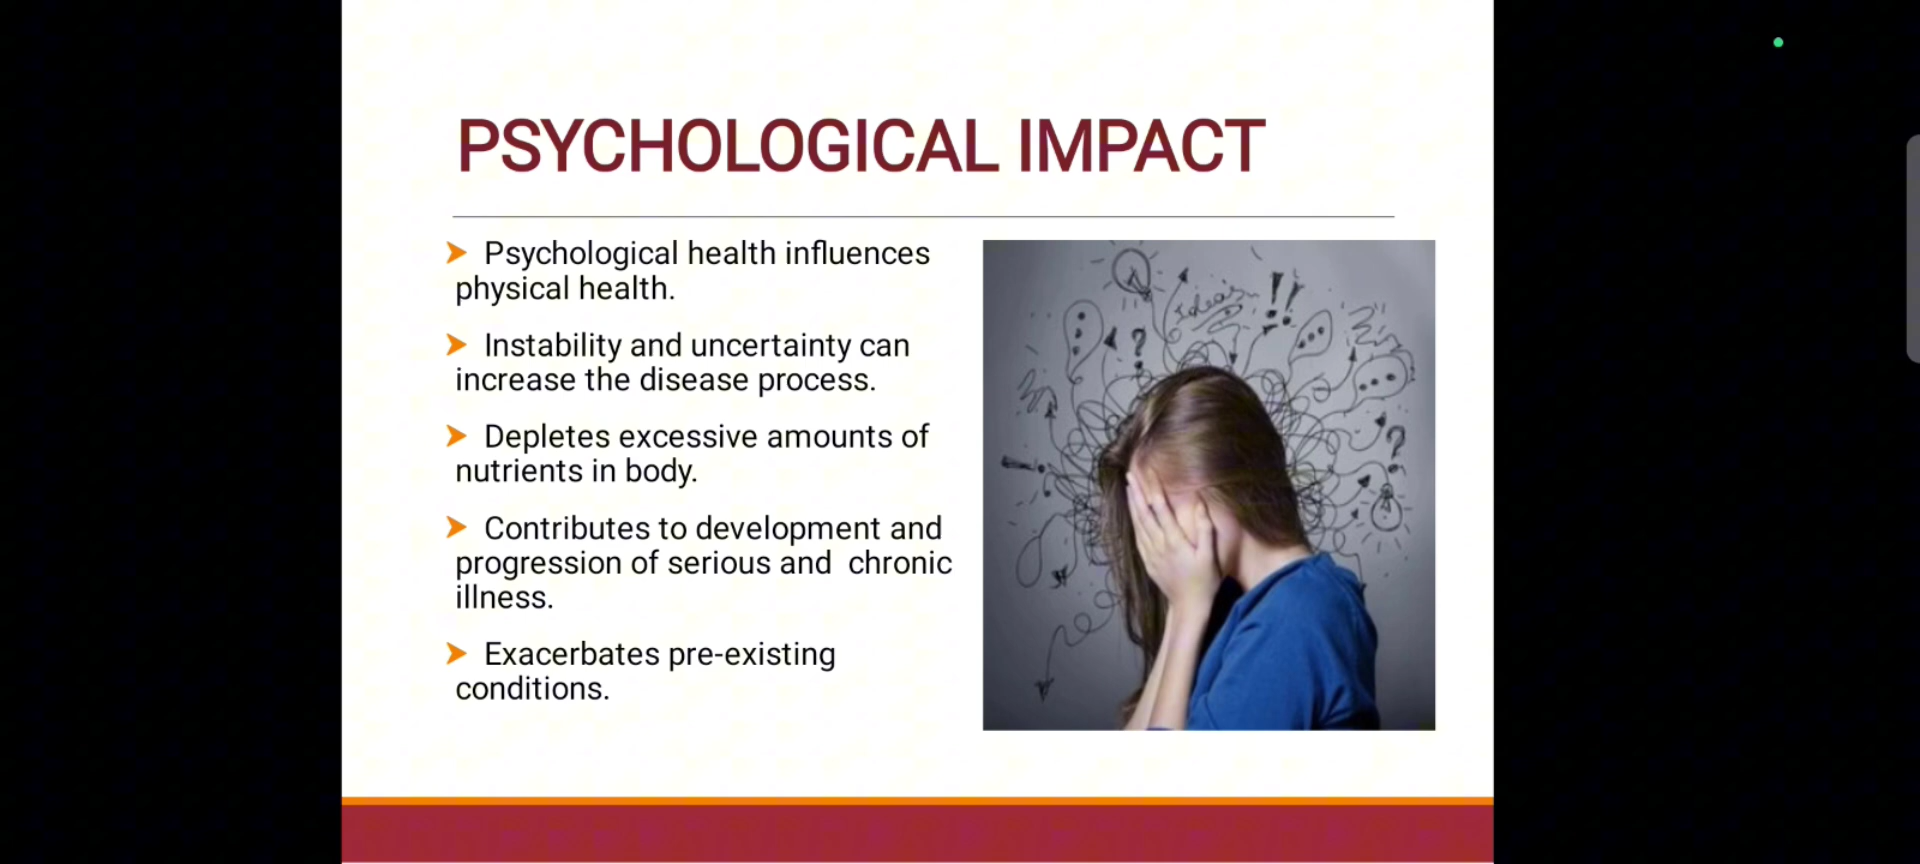 PSYCHOLOGICAL IMPACT
Psychological health influences
physical health.
Instability and uncertainty can
increase the disease process.
Depletes excessive amounts of
nutrients in body.
Contributes to development and
progression of serious and  chronic
illness.
Exacerbates pre-existing
conditions.
Ideas
!!
?
?
!